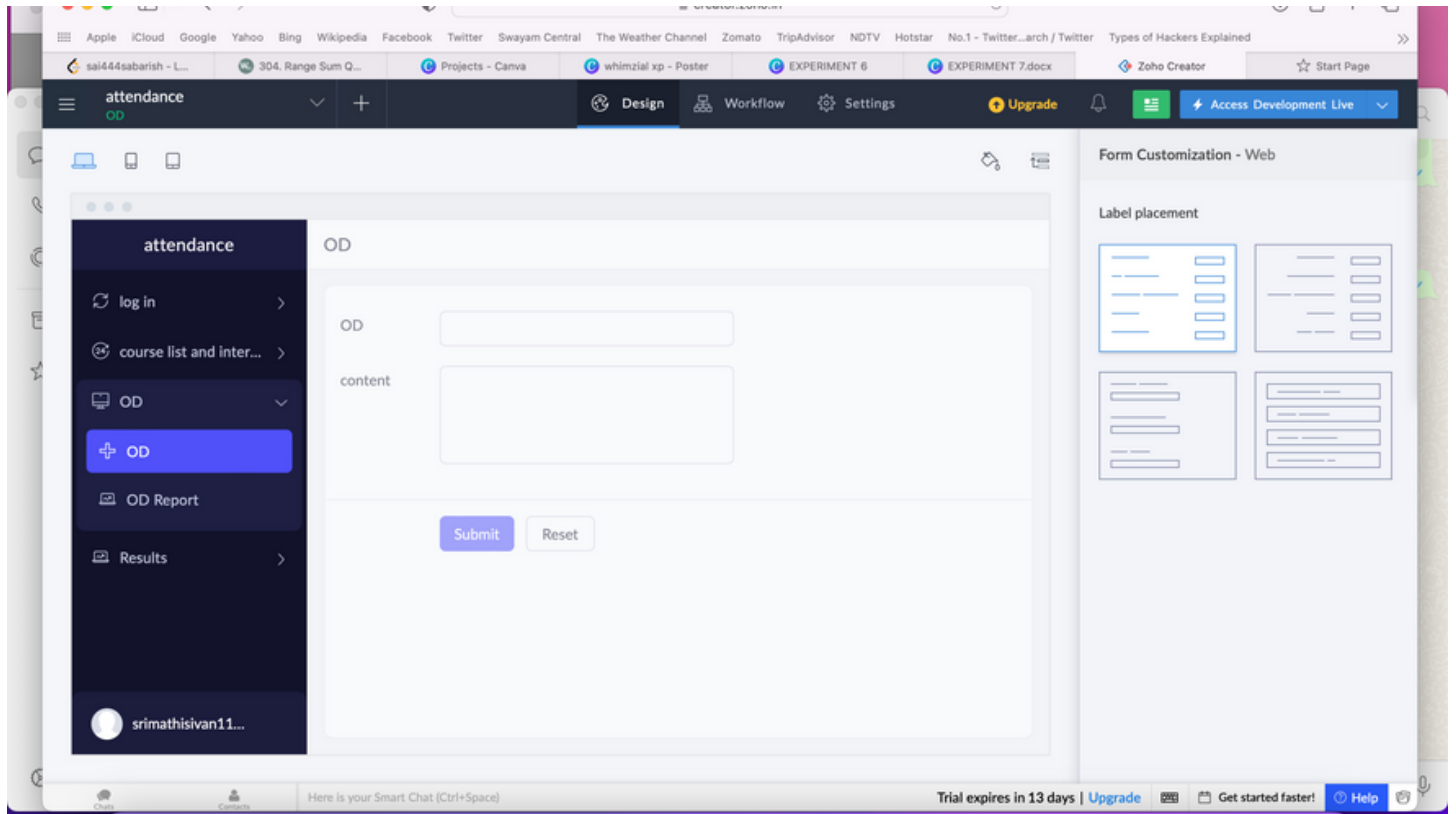 creator.zoho.in
Apple iCloud Google Yahoo Bing Wikipedia Facebook Twitter Swayam Central The Weather Channel Zomato TripAdvisor NDTV Hotstar No.1 - Twitter...arch / Twitter Types of Hackers Explained
sai444sabarish - L... 304. Range Sum Q... Projects - Canva whimzial xp - Poster EXPERIMENT 6 EXPERIMENT 7.docx Zoho Creator Start Page
attendance
OD
Design Workflow Settings Upgrade Access Development Live
Form Customization - Web
Label placement
attendance
OD
log in
course list and inter...
OD
OD
OD Report
Results
srimathisivan11...
OD
content
Submit Reset
Chats Contacts Here is your Smart Chat (Ctrl+Space) Trial expires in 13 days | Upgrade Get started faster! Help